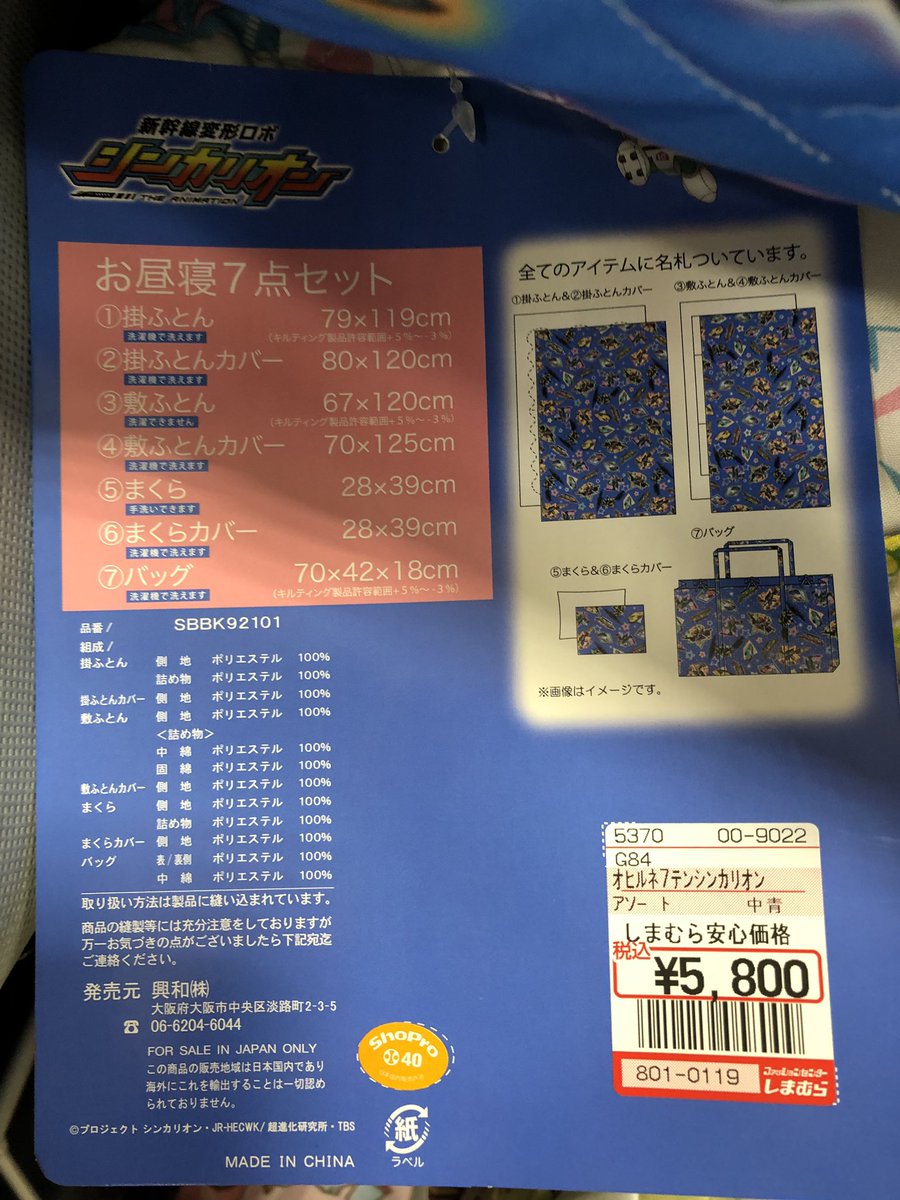 新幹線変形ロボ
シンカリオン
THE ANIMATION
お昼寝7点セット
①掛ふとん 79×119cm
洗濯機で洗えます (キルティング製品許容範囲+5%~-3%)
②掛ふとんカバー 80×120cm
洗濯機で洗えます
③敷ふとん 67×120cm
洗濯できません (キルティング製品許容範囲+5%~-3%)
④敷ふとんカバー 70×125cm
洗濯機で洗えます
⑤まくら 28×39cm
手洗いできます
⑥まくらカバー 28×39cm
洗濯機で洗えます
⑦バッグ 70×42×18cm
洗濯機で洗えます (キルティング製品許容範囲+5%~-3%)
全てのアイテムに名札ついています。
①掛ふとん&②掛ふとんカバー
③敷ふとん&④敷ふとんカバー
⑦バッグ
⑤まくら&⑥まくらカバー
※画像はイメージです。
品番/ SBBK92101
組成/
掛ふとん 側 地 ポリエステル 100%
詰め物 ポリエステル 100%
掛ふとんカバー 側 地 ポリエステル 100%
敷ふとん 側 地 ポリエステル 100%
<詰め物>
中 綿 ポリエステル 100%
固 綿 ポリエステル 100%
敷ふとんカバー 側 地 ポリエステル 100%
まくら 側 地 ポリエステル 100%
詰め物 ポリエステル 100%
まくらカバー 側 地 ポリエステル 100%
バッグ 表/裏側 ポリエステル 100%
中 綿 ポリエステル 100%
取り扱い方法は製品に縫い込まれています。
商品の縫製等には充分注意をしておりますが
万一お気づきの点がございましたら下記宛迄
ご連絡ください。
発売元 興和㈱
大阪府大阪市中央区淡路町2-3-5
☎ 06-6204-6044
FOR SALE IN JAPAN ONLY
この商品の販売地域は日本国内であり
海外にこれを輸出することは一切認め
られておりません。
ShoPro
40
©プロジェクト シンカリオン・JR-HECWK/超進化研究所・TBS
紙
ラベル
MADE IN CHINA
5370 00-9022
G84
オヒルネ7テンシンカリオン
アソート 中青
しまむら安心価格
税込
¥5,800
801-0119
ファッションセンター
しまむら